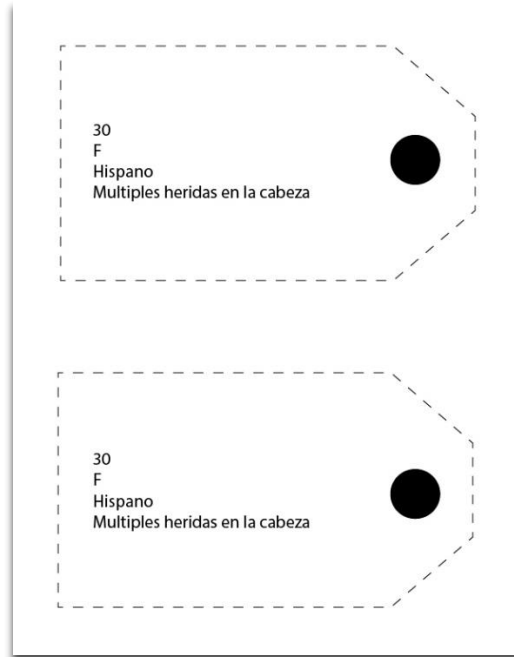 30
F
Hispano
Multiples heridas en la cabeza
30
F
Hispano
Multiples heridas en la cabeza